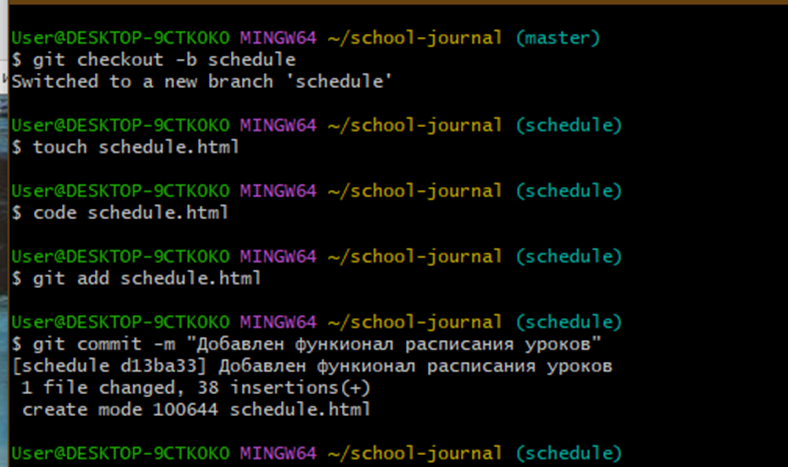 User@DESKTOP-9CTKOKO MINGW64 ~/school-journal (master)
$ git checkout -b schedule
Switched to a new branch 'schedule'
User@DESKTOP-9CTKOKO MINGW64 ~/school-journal (schedule)
$ touch schedule.html
User@DESKTOP-9CTKOKO MINGW64 ~/school-journal (schedule)
$ code schedule.html
User@DESKTOP-9CTKOKO MINGW64 ~/school-journal (schedule)
$ git add schedule.html
User@DESKTOP-9CTKOKO MINGW64 ~/school-journal (schedule)
$ git commit -m "Добавлен функионал расписания уроков"
[schedule d13ba33] Добавлен функионал расписания уроков
 1 file changed, 38 insertions(+)
 create mode 100644 schedule.html
User@DESKTOP-9CTKOKO MINGW64 ~/school-journal (schedule)